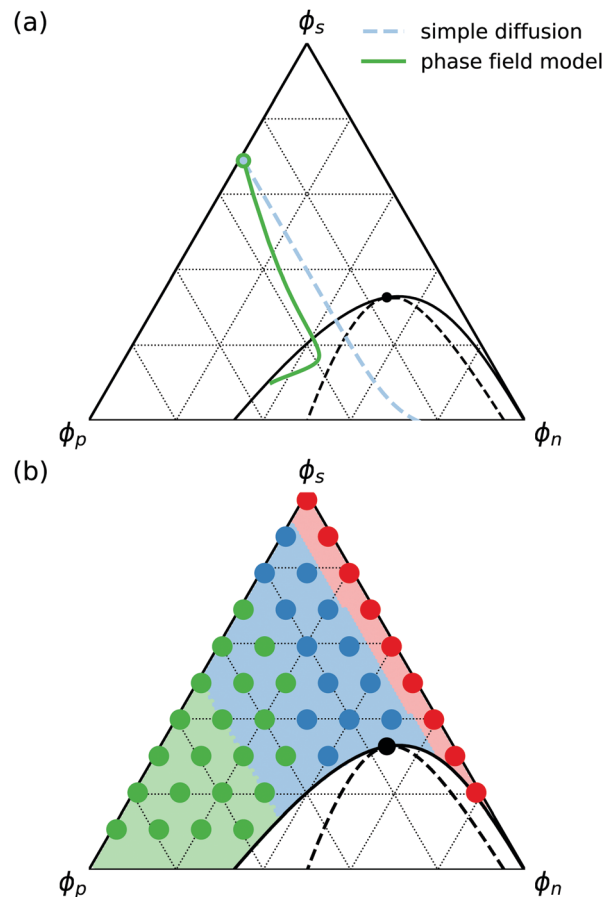 (a)
ϕs
simple diffusion
phase field model
ϕp
ϕn
(b)
ϕs
ϕp
ϕn